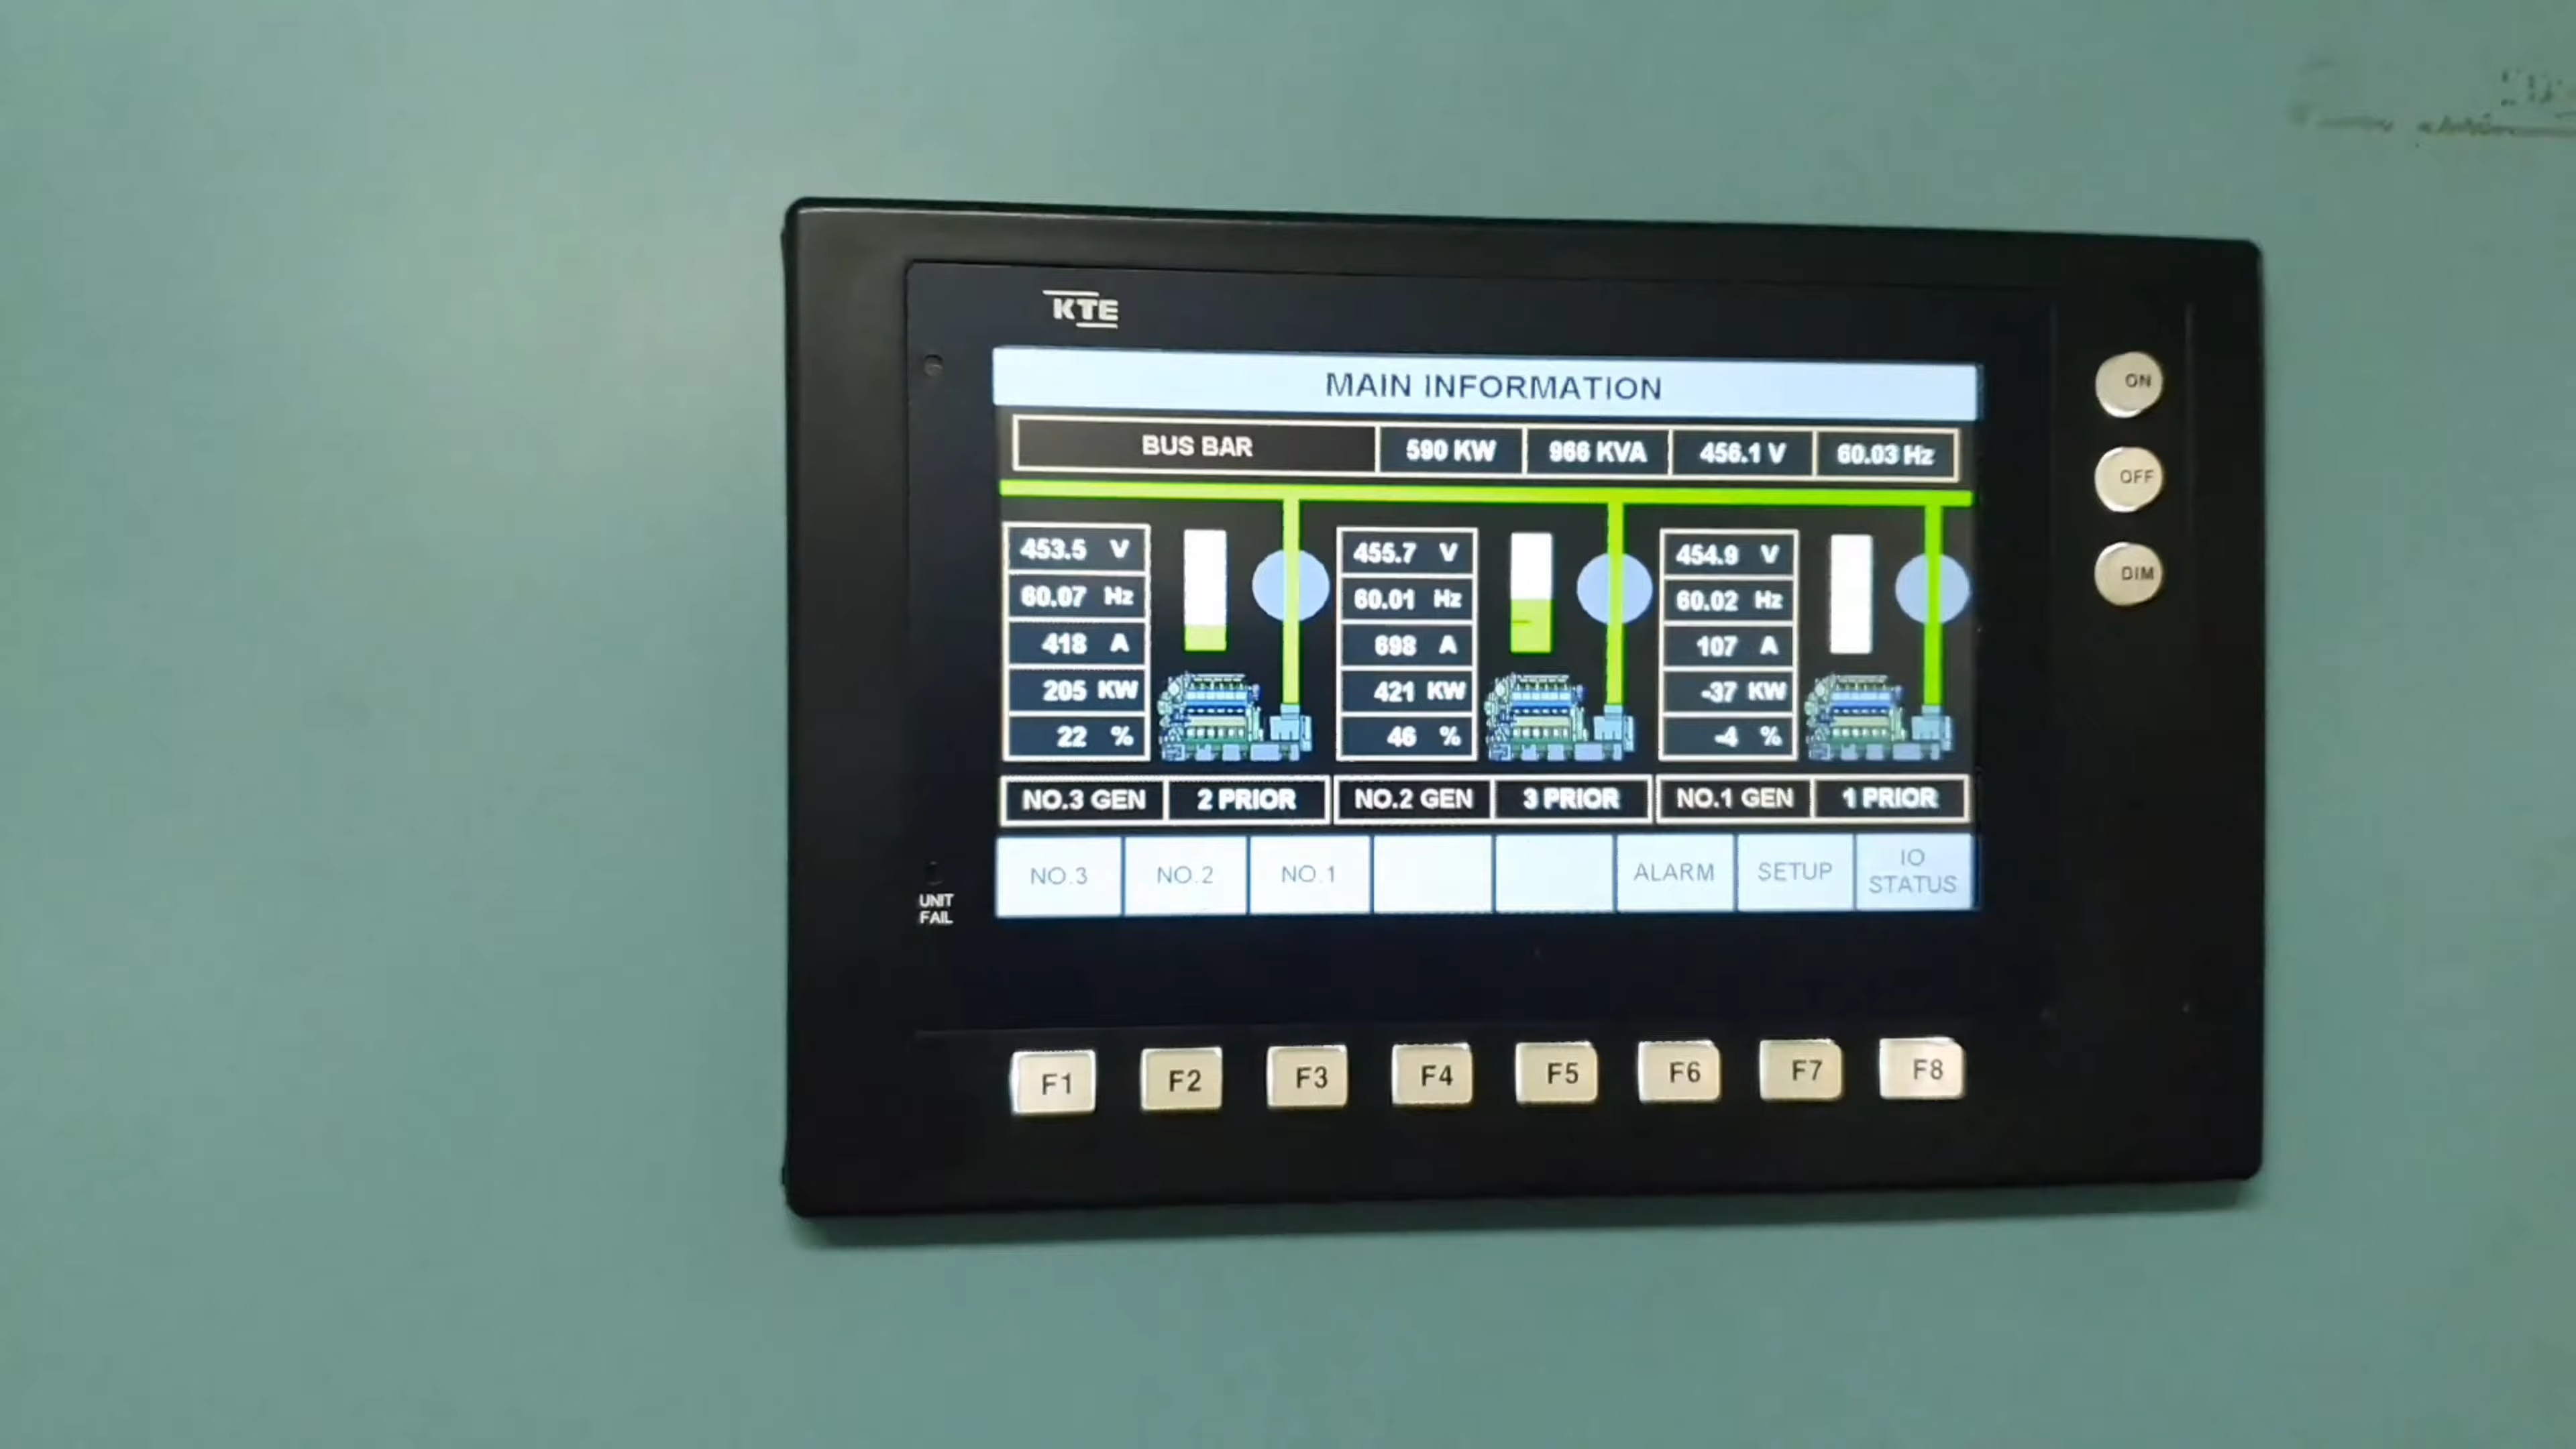 KTE
MAIN INFORMATION
BUS BAR 590 KW 966 KVA 456.1 V 60.03 Hz
453.5 V
60.07 Hz
418 A
205 KW
22 %
455.7 V
60.01 Hz
698 A
421 KW
46 %
454.9 V
60.02 Hz
107 A
-37 KW
-4 %
NO.3 GEN 2 PRIOR NO.2 GEN 3 PRIOR NO.1 GEN 1 PRIOR
NO.3 NO.2 NO.1 ALARM SETUP IO
STATUS
UNIT
FAIL
F1 F2 F3 F4 F5 F6 F7 F8
ON
OFF
DIM